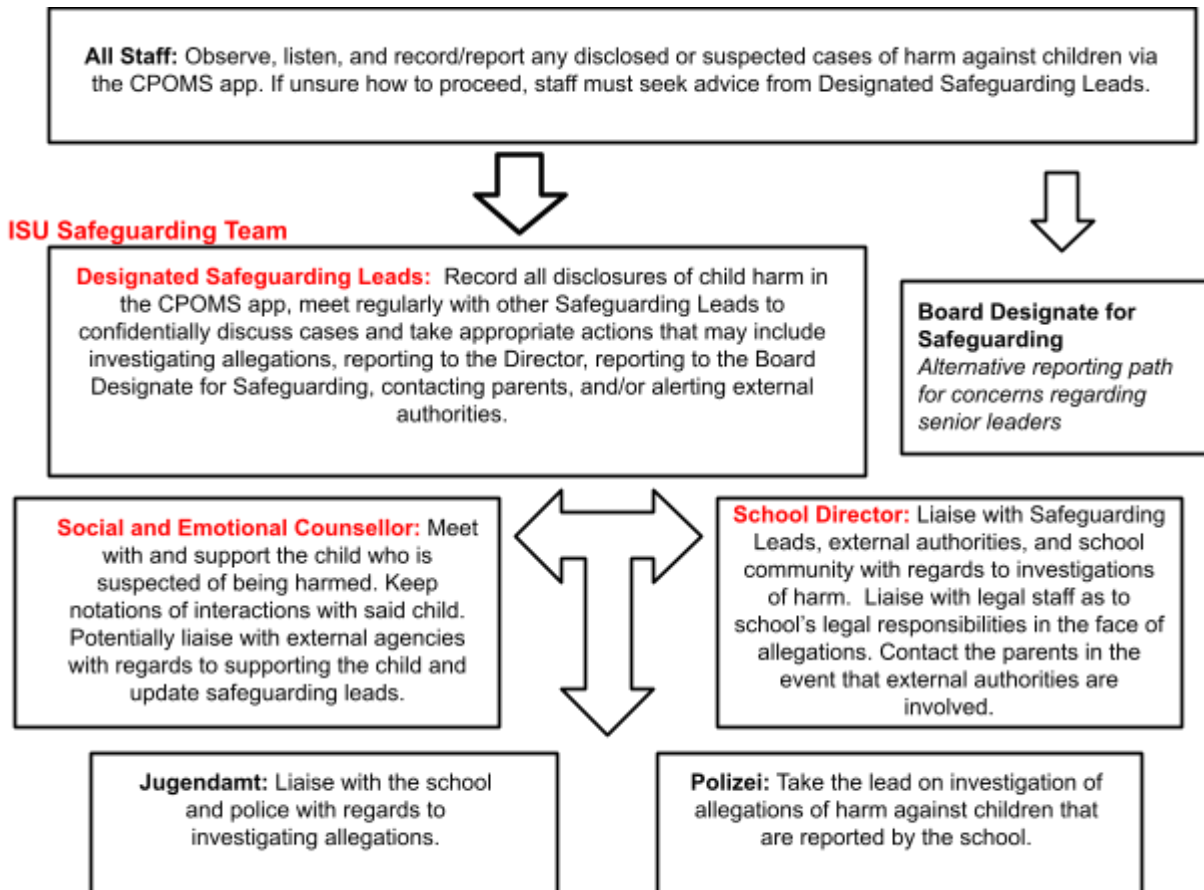 All Staff: Observe, listen, and record/report any disclosed or suspected cases of harm against children via
the CPOMS app. If unsure how to proceed, staff must seek advice from Designated Safeguarding Leads.
ISU Safeguarding Team
Designated Safeguarding Leads: Record all disclosures of child harm in
the CPOMS app, meet regularly with other Safeguarding Leads to
confidentially discuss cases and take appropriate actions that may include
investigating allegations, reporting to the Director, reporting to the Board
Designate for Safeguarding, contacting parents, and/or alerting external
authorities.
Board Designate for
Safeguarding
Alternative reporting path
for concerns regarding
senior leaders
Social and Emotional Counsellor: Meet
with and support the child who is
suspected of being harmed. Keep
notations of interactions with said child.
Potentially liaise with external agencies
with regards to supporting the child and
update safeguarding leads.
School Director: Liaise with Safeguarding
Leads, external authorities, and school
community with regards to investigations
of harm. Liaise with legal staff as to
school's legal responsibilities in the face of
allegations. Contact the parents in the
event that external authorities are
involved.
Jugendamt: Liaise with the school
and police with regards to
investigating allegations.
Polizei: Take the lead on investigation of
allegations of harm against children that
are reported by the school.